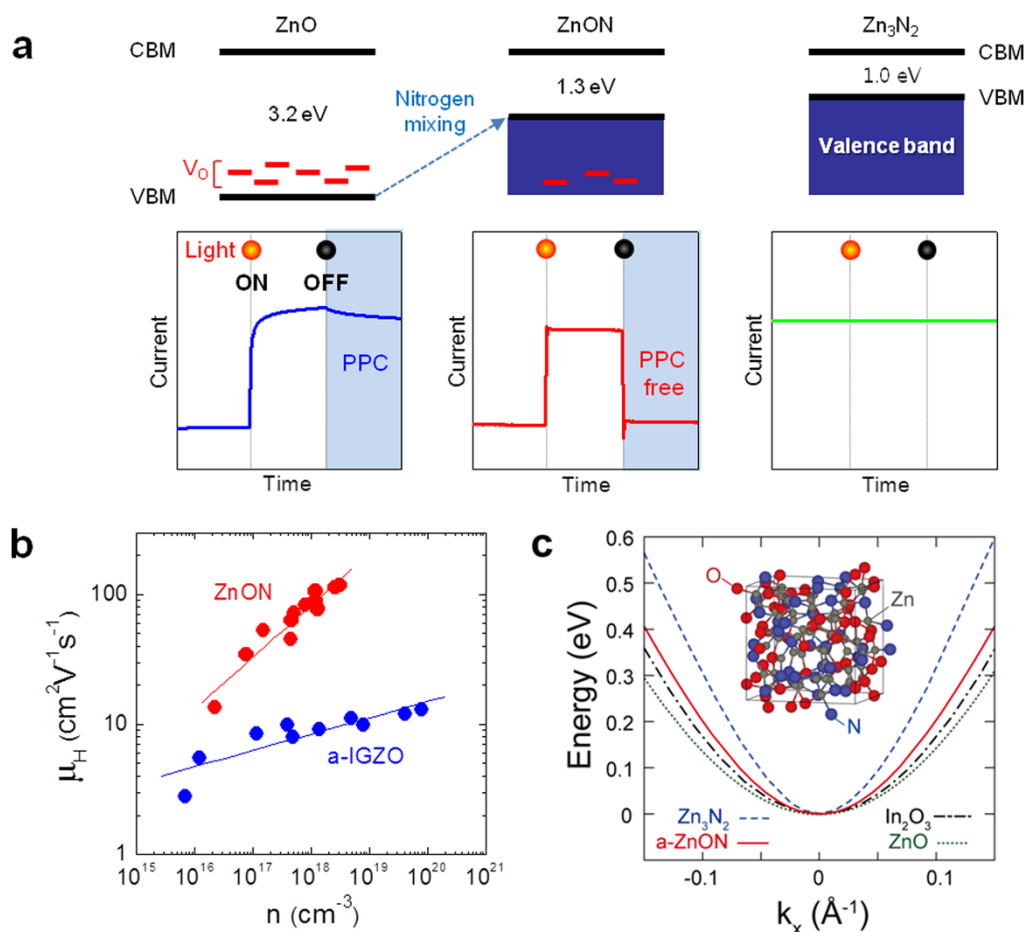 a
ZnO
ZnON
Zn₃N₂
CBM
CBM
3.2 eV
Nitrogen
mixing
1.3 eV
1.0 eV
VBM
Valence band
V_O
VBM
Light
ON
OFF
PPC
Current
Time
PPC
free
Current
Time
Current
Time
b
ZnON
a-IGZO
100
10
1
μ_H (cm²V⁻¹s⁻¹)
10¹⁵ 10¹⁶ 10¹⁷ 10¹⁸ 10¹⁹ 10²⁰ 10²¹
n (cm⁻³)
c
0.6
0.5
0.4
0.3
0.2
0.1
0
Energy (eV)
O
Zn
N
Zn₃N₂
In₂O₃
a-ZnON
ZnO
-0.1 0 0.1
kₓ (Å⁻¹)